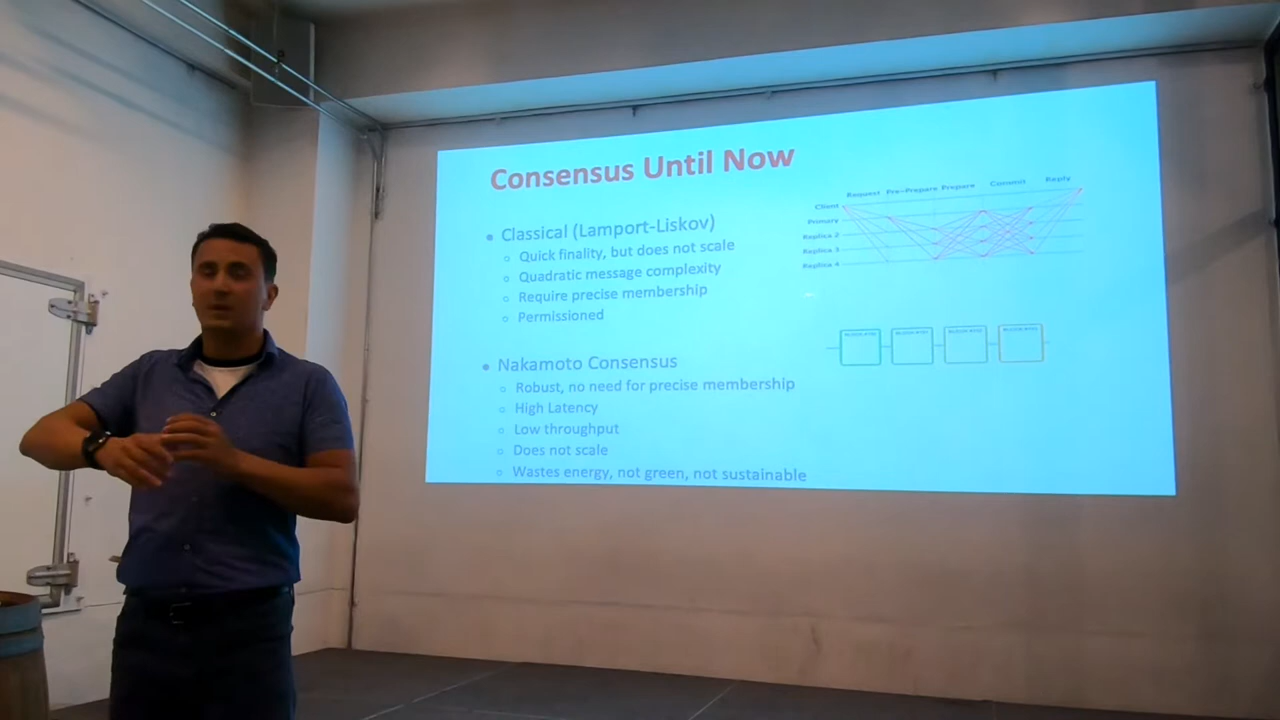 Consensus Until Now
Classical (Lamport-Liskov)
Quick finality, but does not scale
Quadratic message complexity
Require precise membership
Permissioned
Nakamoto Consensus
Robust, no need for precise membership
High Latency
Low throughput
Does not scale
Wastes energy, not green, not sustainable
Request Pre-Prepare Prepare Commit Reply
Client
Primary
Replica 2
Replica 3
Replica 4